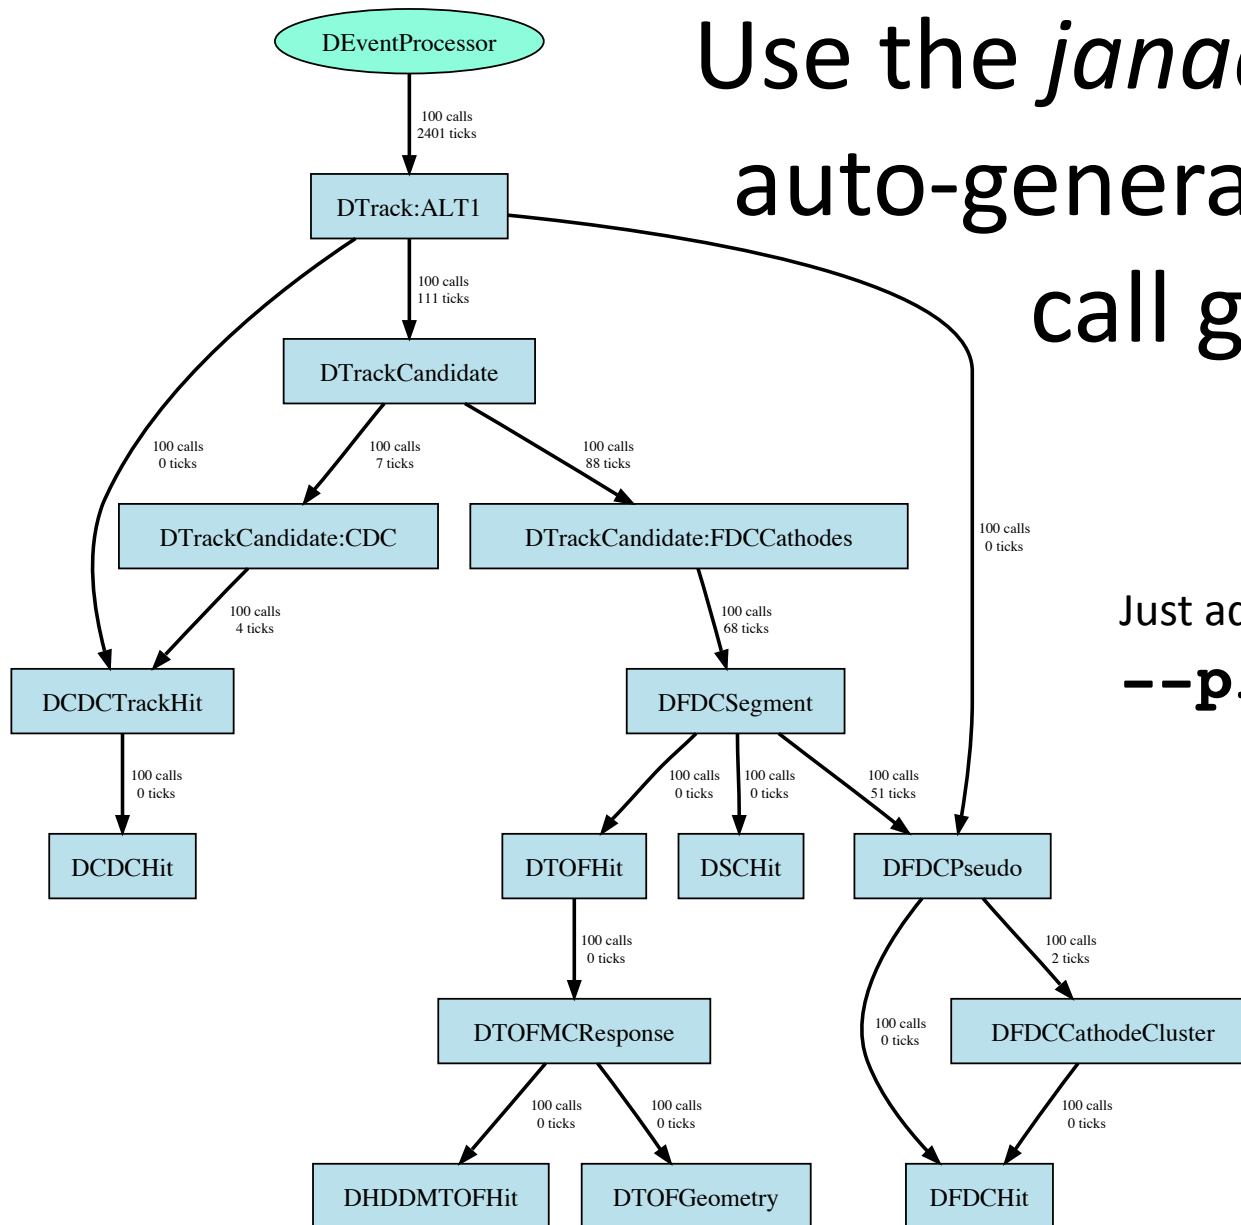 DEventProcessor
Use the
auto-genera
call g
100 calls
2401 ticks
DTrack:ALT1
100 calls
111 ticks
DTrackCandidate
100 calls
0 ticks
100 calls
7 ticks
100 calls
88 ticks
DTrackCandidate:CDC
DTrackCandidate:FDCCathodes
100 calls
0 ticks
100 calls
4 ticks
100 calls
68 ticks
Just
--p
DCDCTrackHit
DFDCSegment
100 calls
0 ticks
100 calls
0 ticks
100 calls
0 ticks
100 calls
51 ticks
DCDCHit
DTOFHit
DSCHit
DFDCPseudo
100 calls
0 ticks
100 calls
2 ticks
100 calls
0 ticks
DTOFMCResponse
DFDCCathodeCluster
100 calls
0 ticks
100 calls
0 ticks
100 calls
0 ticks
DHDDMTOFHit
DTOFGeometry
DFDCHit